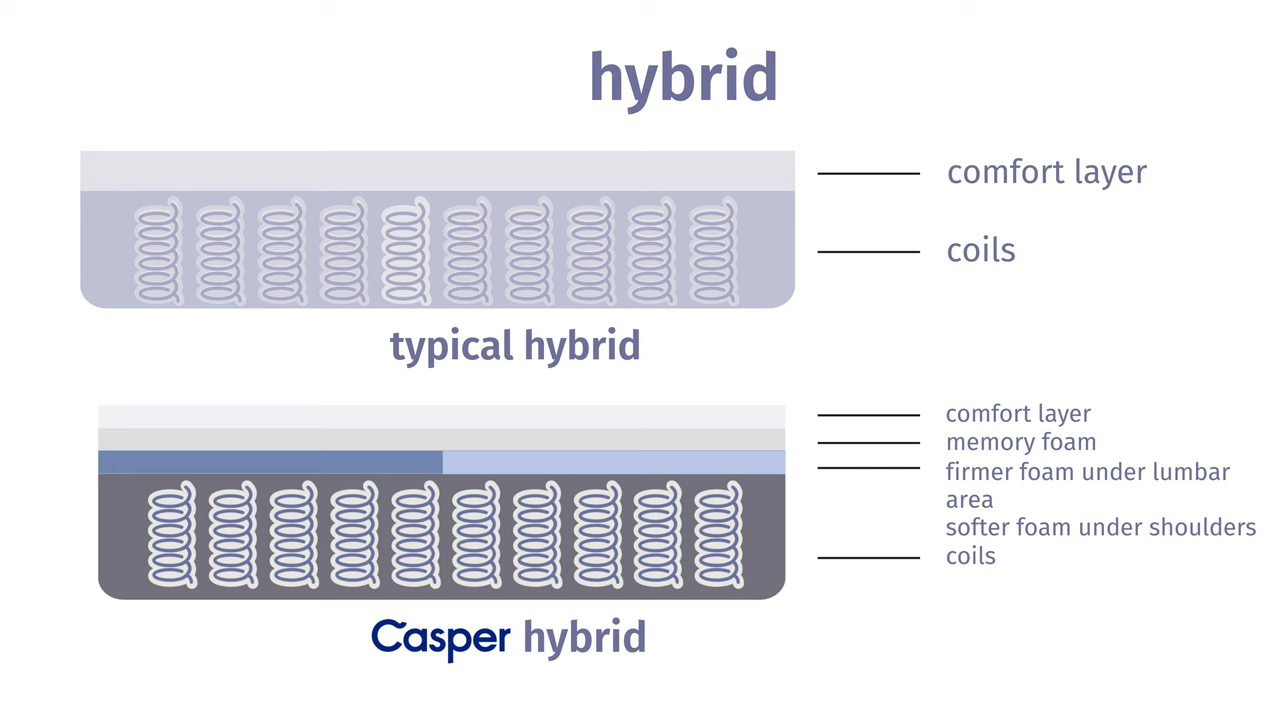 hybrid
comfort layer
coils
typical hybrid
comfort layer
memory foam
firmer foam under lumbar
area
softer foam under shoulders
coils
Casper hybrid